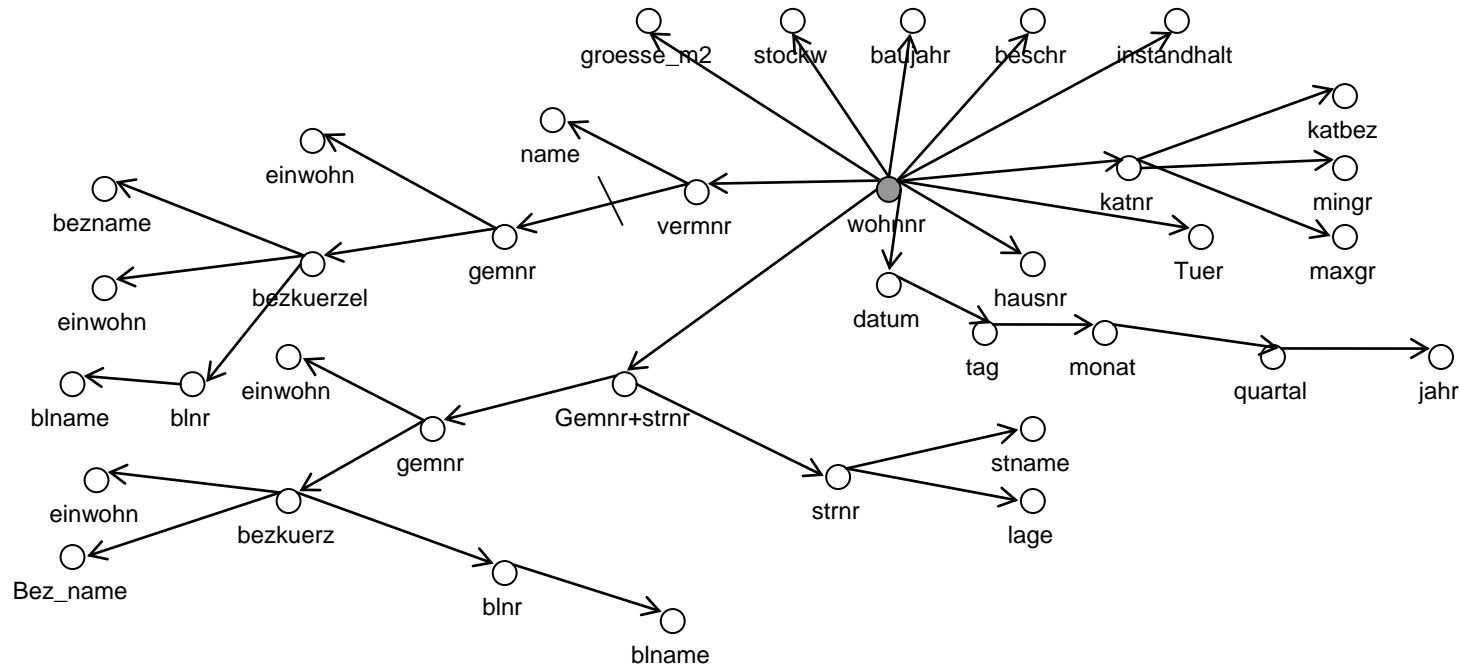 groesse_m2
stockw
baujahr
beschr
instandhalt
katbez
name
einwohn
mingr
katnr
bezname
vermnr
wohnnr
gemnr
Tuer
maxgr
bezkuerzel
hausnr
einwohn
datum
tag
monat
einwohn
quartal
jahr
blname
blnr
Gemnr+strnr
gemnr
stname
einwohn
strnr
bezkuerz
lage
Bez_name
blnr
blname